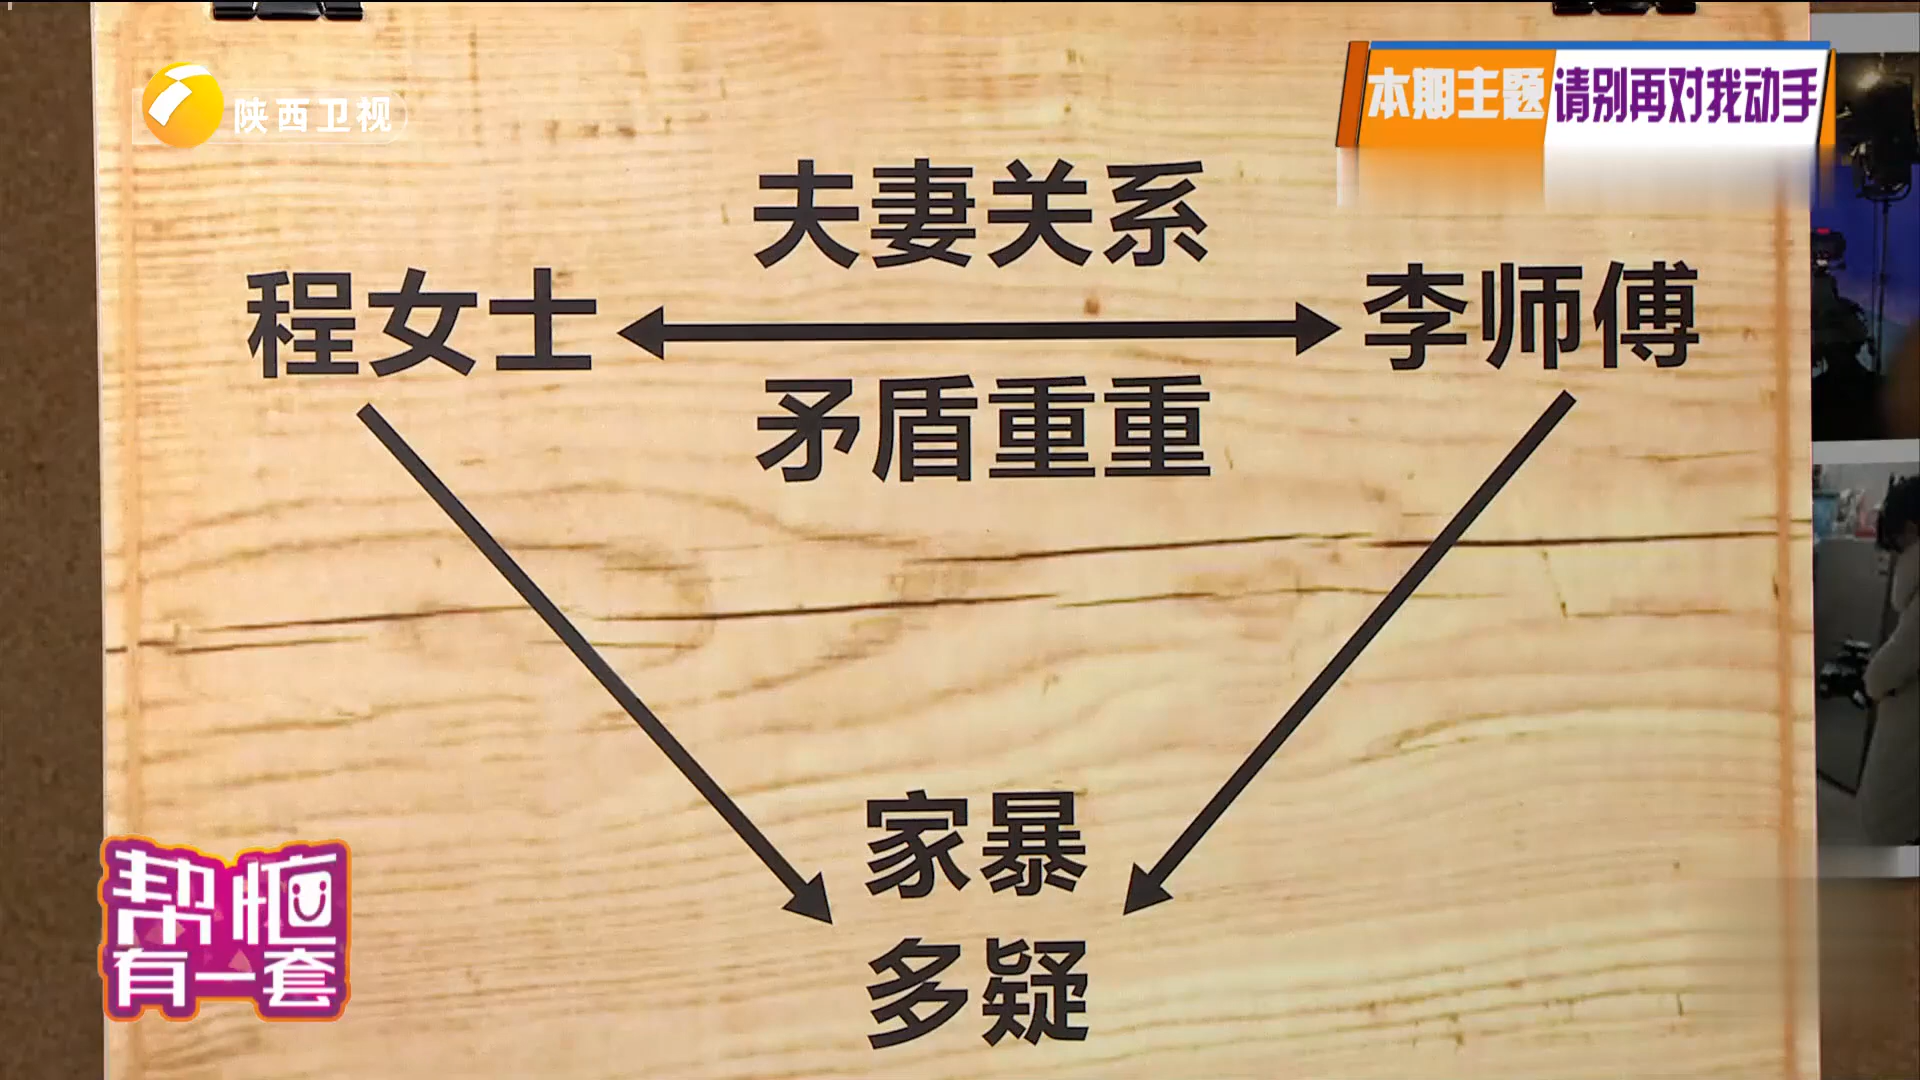 陕西卫视
本期主题 请别再对我动手
夫妻关系
程女士
李师傅
矛盾重重
家暴
多疑
帮忙
有一套